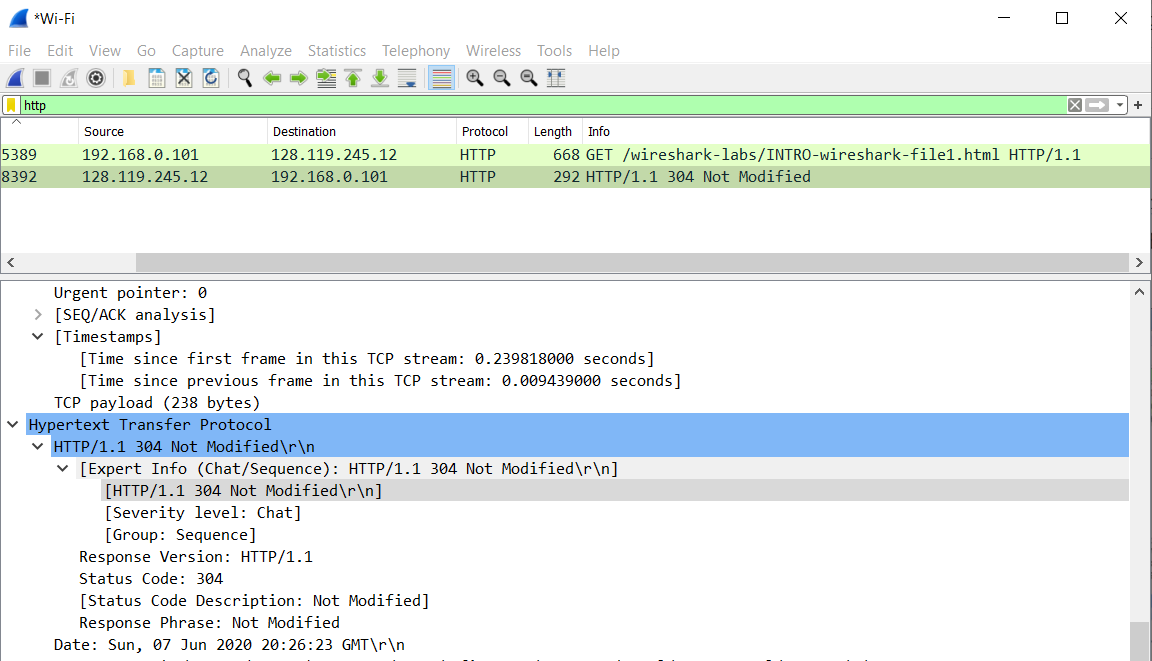 *Wi-Fi
File Edit View Go Capture Analyze Statistics Telephony Wireless Tools Help
http
Source Destination Protocol Length Info
5389 192.168.0.101 128.119.245.12 HTTP 668 GET /wireshark-labs/INTRO-wireshark-file1.html HTTP/1.1
8392 128.119.245.12 192.168.0.101 HTTP 292 HTTP/1.1 304 Not Modified
Urgent pointer: 0
[SEQ/ACK analysis]
[Timestamps]
[Time since first frame in this TCP stream: 0.239818000 seconds]
[Time since previous frame in this TCP stream: 0.009439000 seconds]
TCP payload (238 bytes)
Hypertext Transfer Protocol
HTTP/1.1 304 Not Modified\r\n
[Expert Info (Chat/Sequence): HTTP/1.1 304 Not Modified\r\n]
[HTTP/1.1 304 Not Modified\r\n]
[Severity level: Chat]
[Group: Sequence]
Response Version: HTTP/1.1
Status Code: 304
[Status Code Description: Not Modified]
Response Phrase: Not Modified
Date: Sun, 07 Jun 2020 20:26:23 GMT\r\n